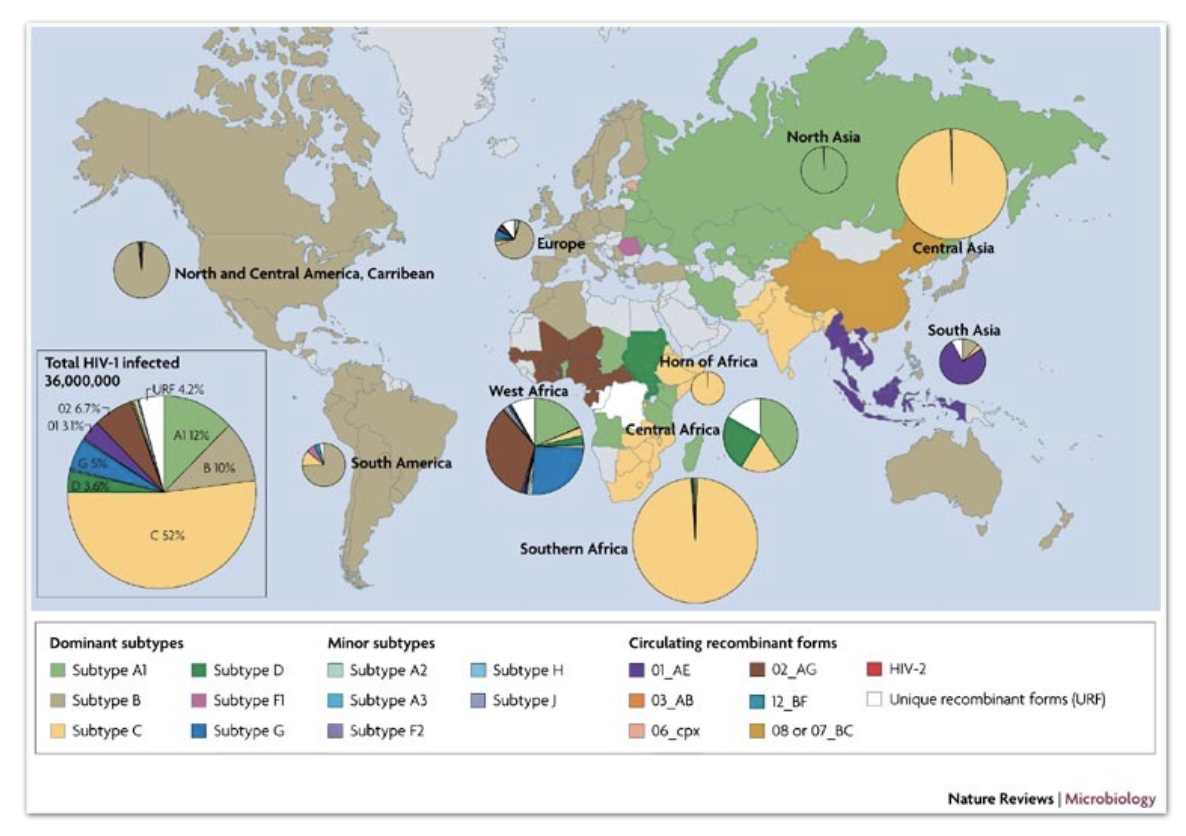 North Asia
Central Asia
Europe
North and Central America, Carribean
South Asia
Horn of Africa
West Africa
Central Africa
South America
Southern Africa
Total HIV-1 infected
36,000,000
URF 4.2%
02 6.7%
01 3.1%
A1 12%
G 5%
B 10%
D 3.6%
C 52%
Dominant subtypes
Subtype A1
Subtype D
Subtype B
Subtype F1
Subtype C
Subtype G
Minor subtypes
Subtype A2
Subtype H
Subtype A3
Subtype J
Subtype F2
Circulating recombinant forms
01_AE
02_AG
HIV-2
03_AB
12_BF
Unique recombinant forms (URF)
06_cpx
08 or 07_BC
Nature Reviews | Microbiology